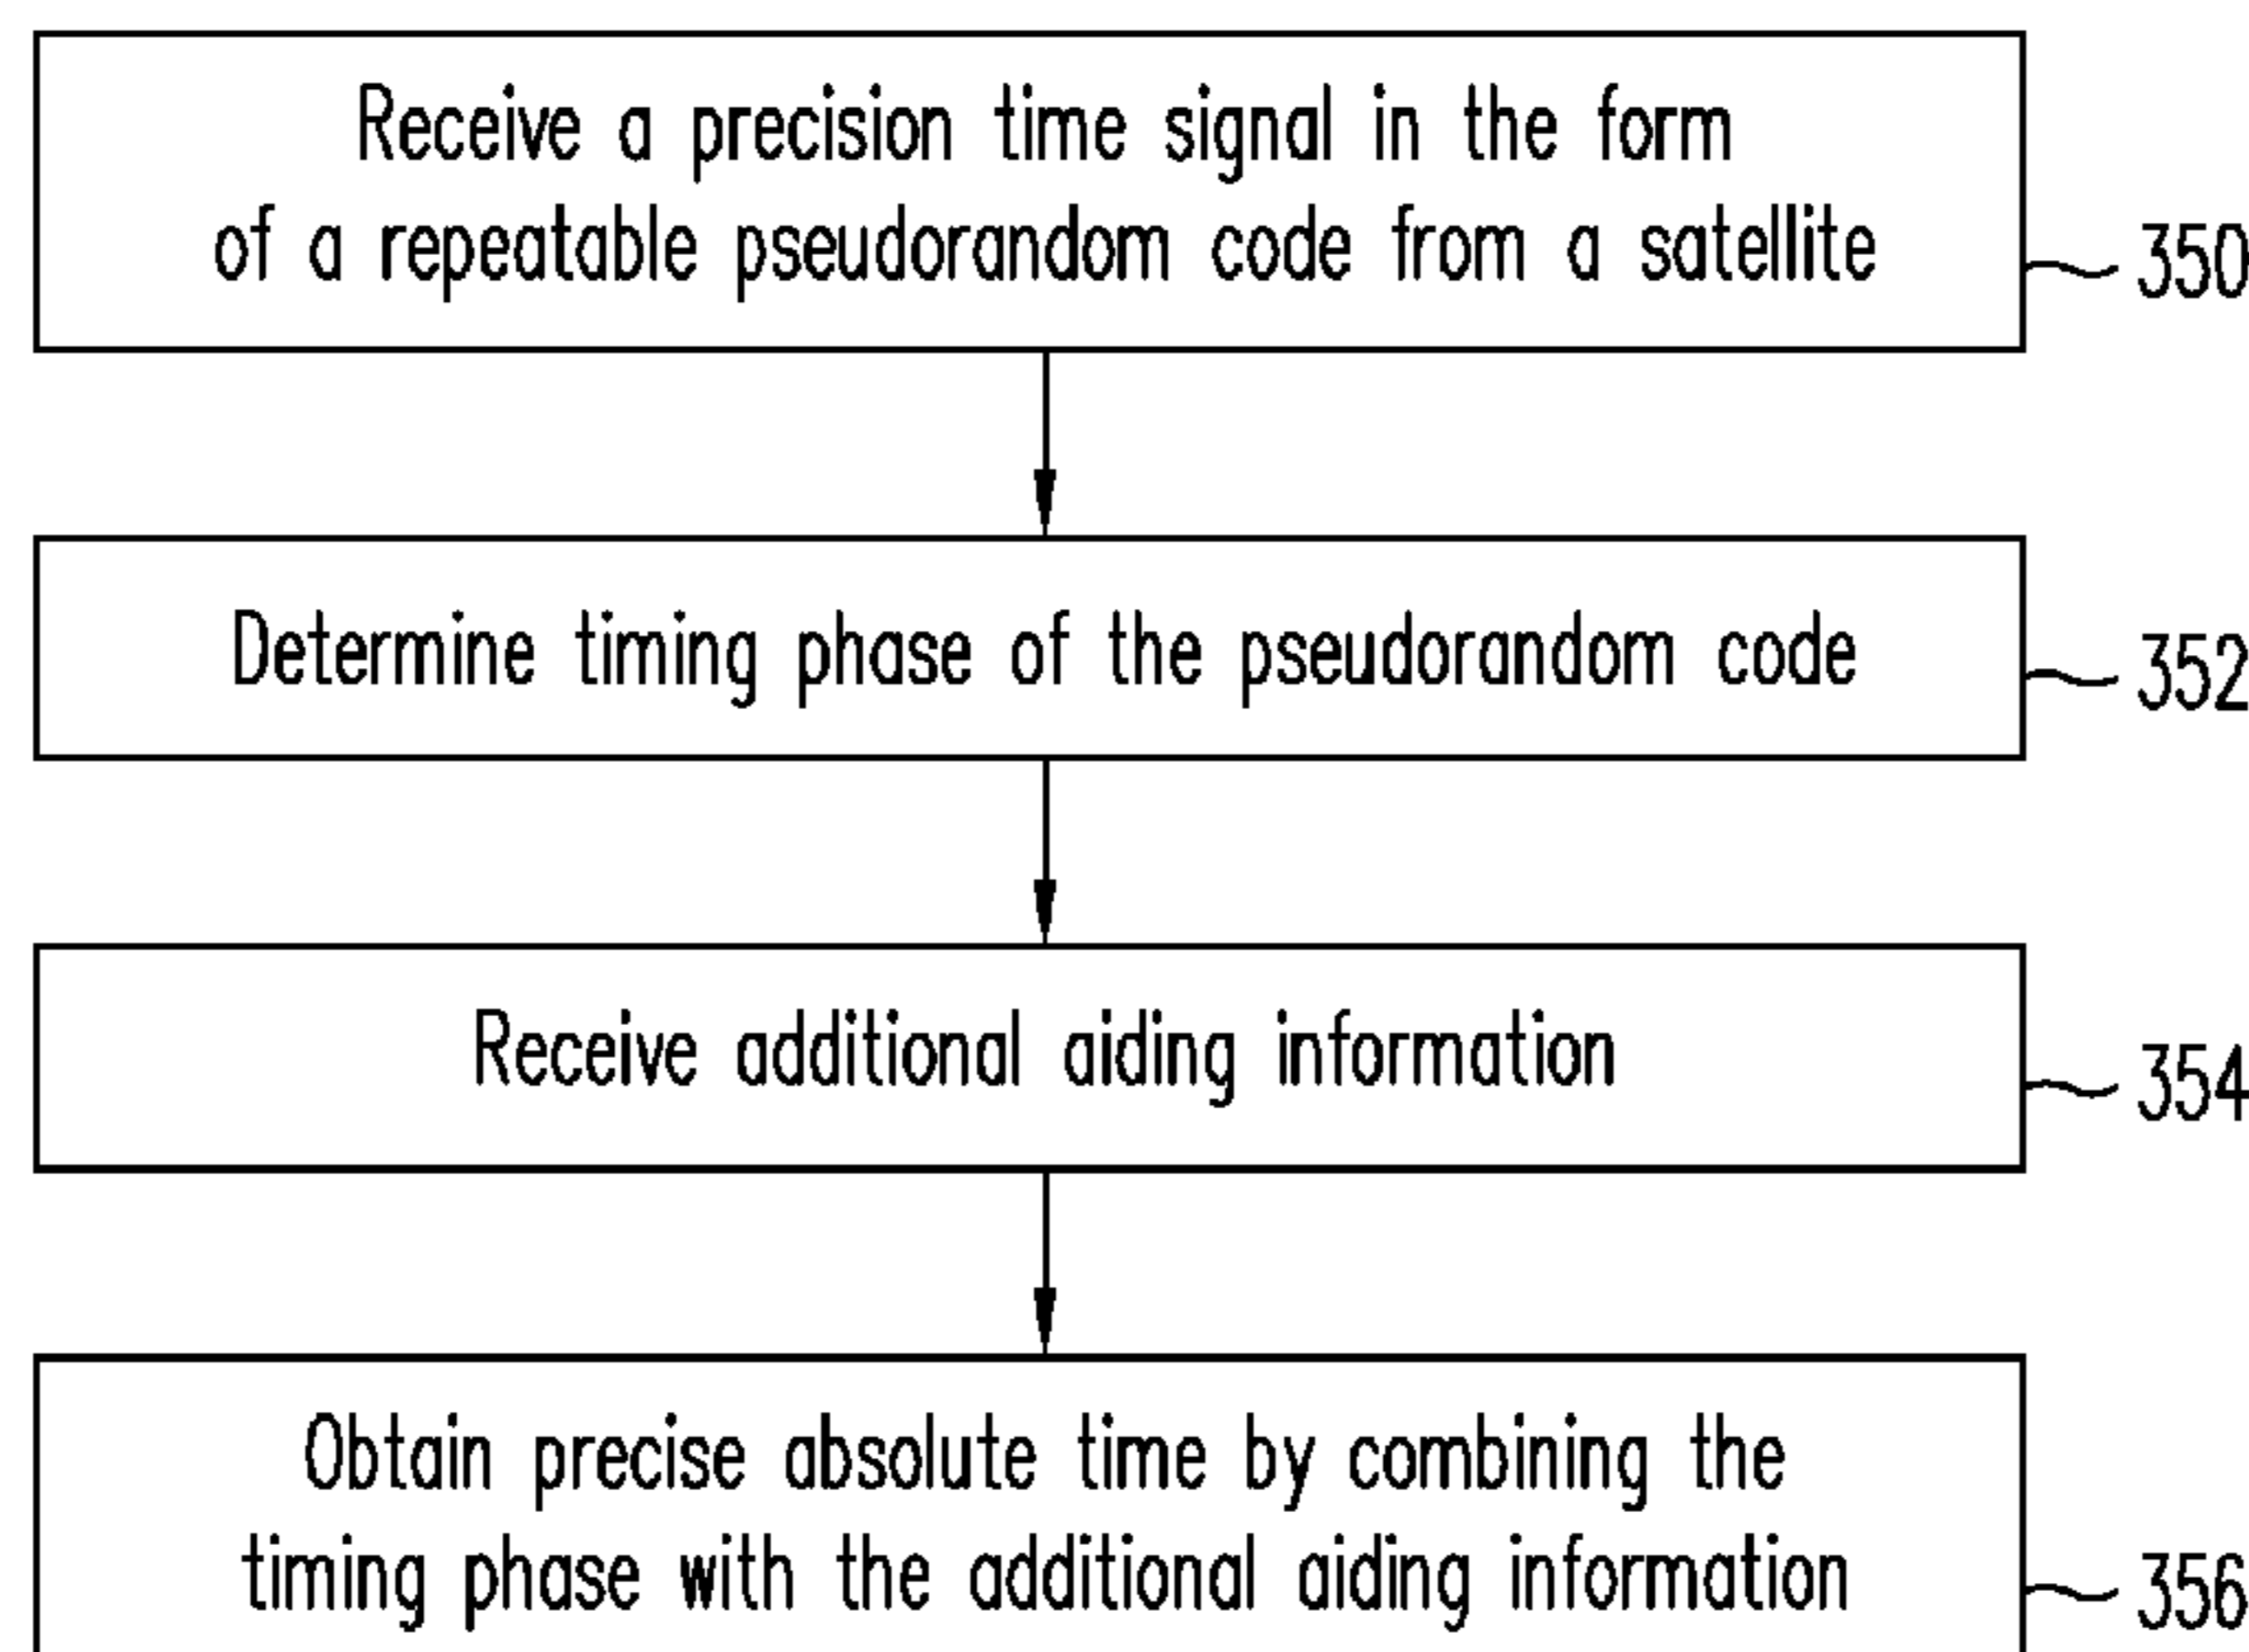 Receive a precision time signal in the form
of a repeatable pseudorandom code from a satellite
350
Determine timing phase of the pseudorandom code
352
Receive additional aiding information
354
Obtain precise absolute time by combining the
timing phase with the additional aiding information
356